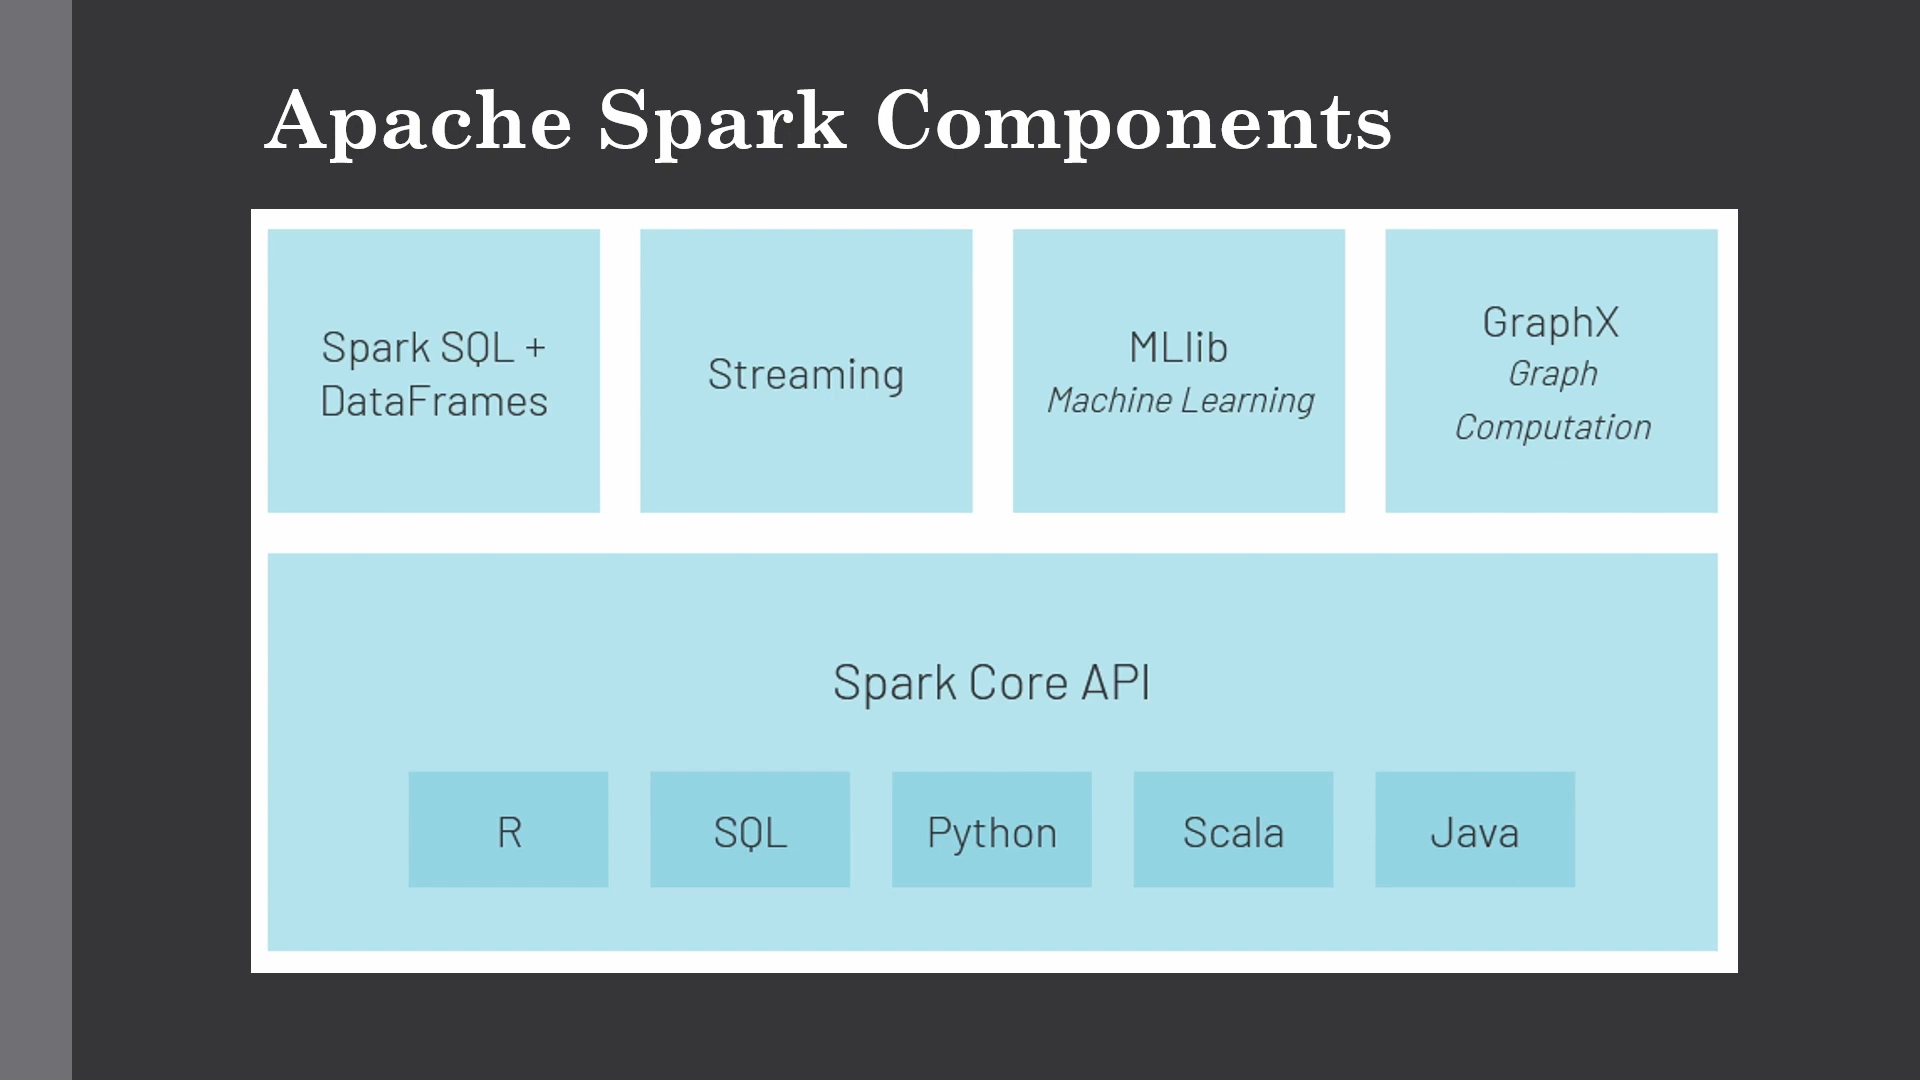 Apache Spark Components
Spark SQL +
DataFrames
Streaming
MLlib
Machine Learning
GraphX
Graph
Computation
Spark Core API
R
SQL
Python
Scala
Java